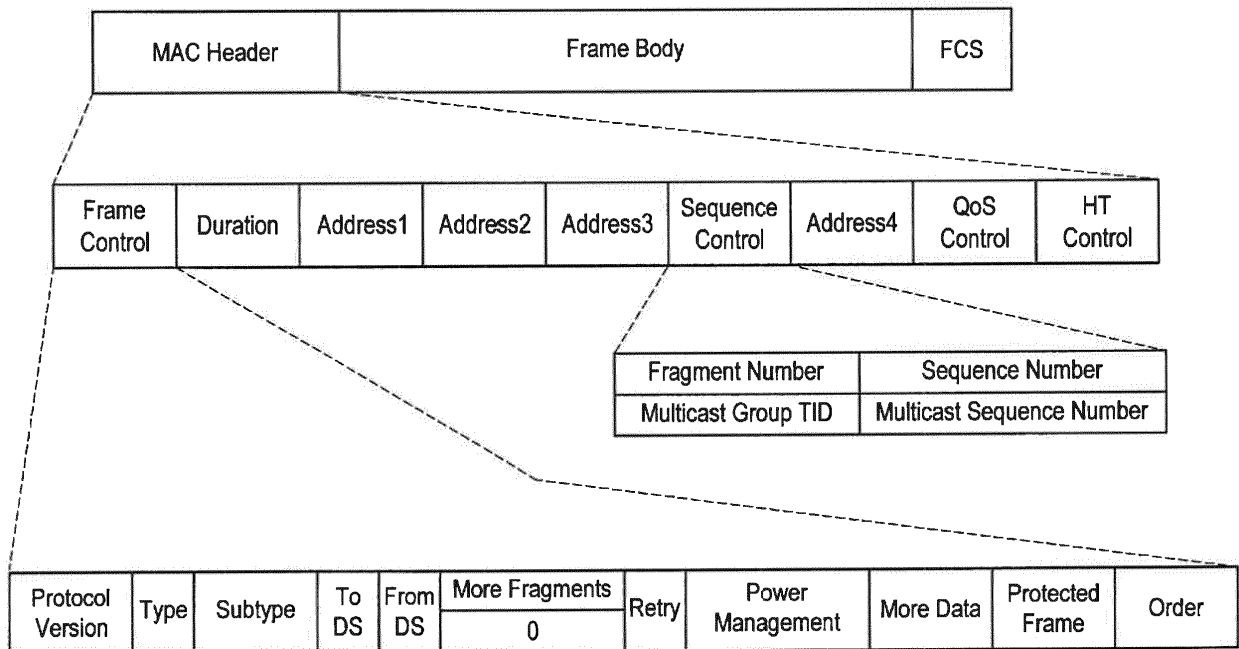 MAC Header
Frame Body
FCS
Frame
Control
Duration
Address1
Address2
Address3
Sequence
Control
Address4
QoS
Control
HT
Control
Fragment Number
Sequence Number
Multicast Group TID
Multicast Sequence Number
Protocol
Version
Type
Subtype
To
DS
From
DS
More Fragments
0
Retry
Power
Management
More Data
Protected
Frame
Order